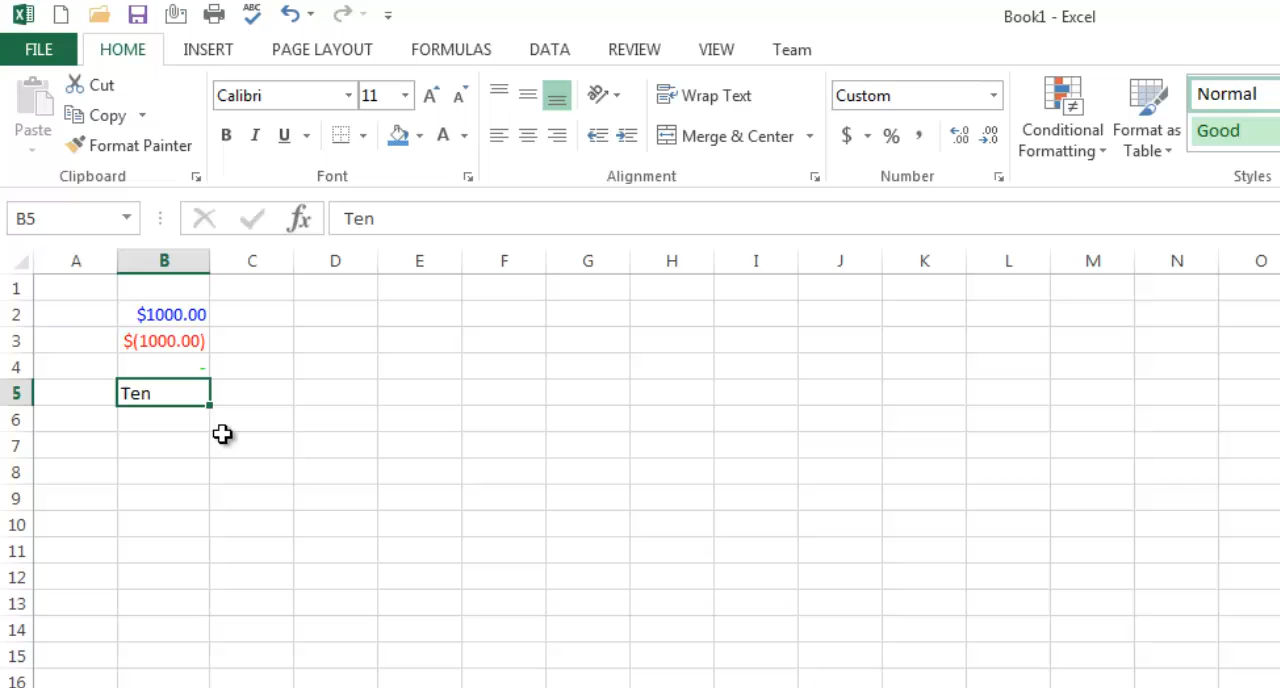 Book1 - Excel
FILE HOME INSERT PAGE LAYOUT FORMULAS DATA REVIEW VIEW Team
Paste
Cut
Copy
Format Painter
Clipboard
Calibri 11
B I U A
Font
Wrap Text
Merge & Center
Alignment
Custom
$ % , .00 .00
Number
Conditional Formatting
Format as Table
Normal
Good
Styles
B5 fx Ten
A B C D E F G H I J K L M N O
1
2 $1000.00
3 $(1000.00)
4 -
5 Ten
6
7
8
9
10
11
12
13
14
15
16